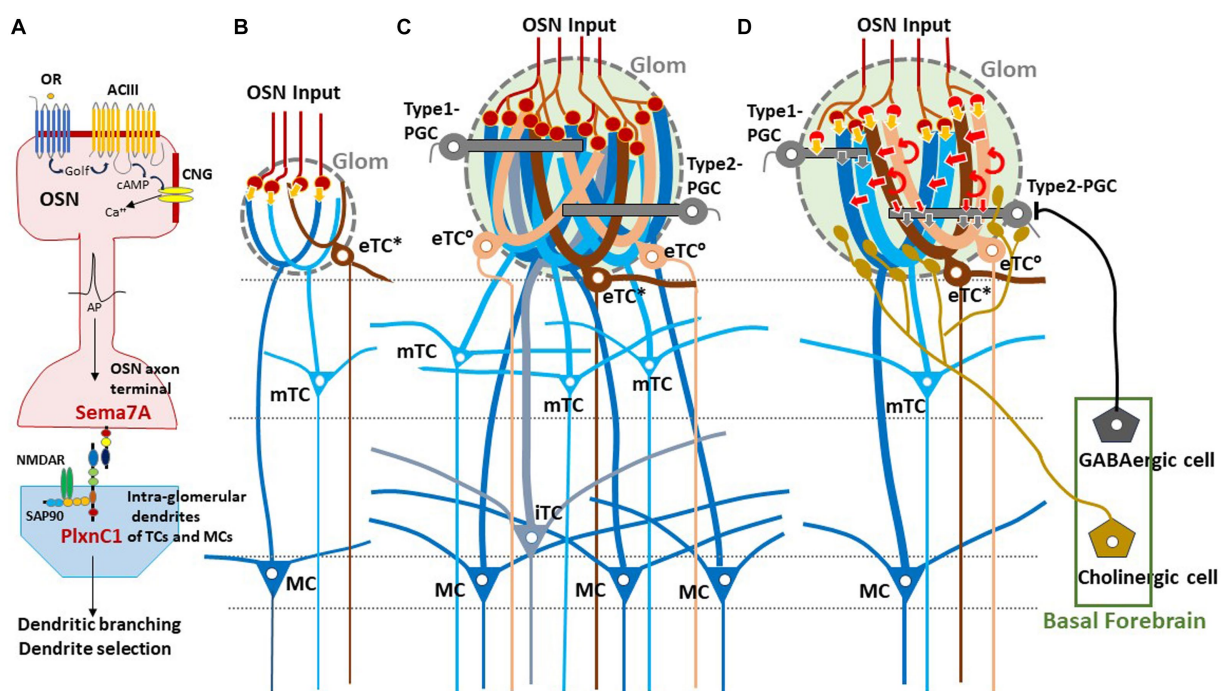 A
OR
ACIII
Golf
cAMP
CNG
OSN
Ca⁺⁺
AP
OSN axon
terminal
Sema7A
NMDAR
SAP90
Intra-glomerular
dendrites
of TCs and MCs
PlxnC1
Dendritic branching
Dendrite selection
B
OSN Input
Glom
eTC*
mTC
MC
C
OSN Input
Glom
Type1-
PGC
Type2-
PGC
eTC°
eTC°
eTC*
mTC
mTC
mTC
iTC
MC
MC
MC
D
OSN Input
Glom
Type1-
PGC
Type2-PGC
eTC°
eTC*
mTC
MC
GABAergic cell
Cholinergic cell
Basal Forebrain